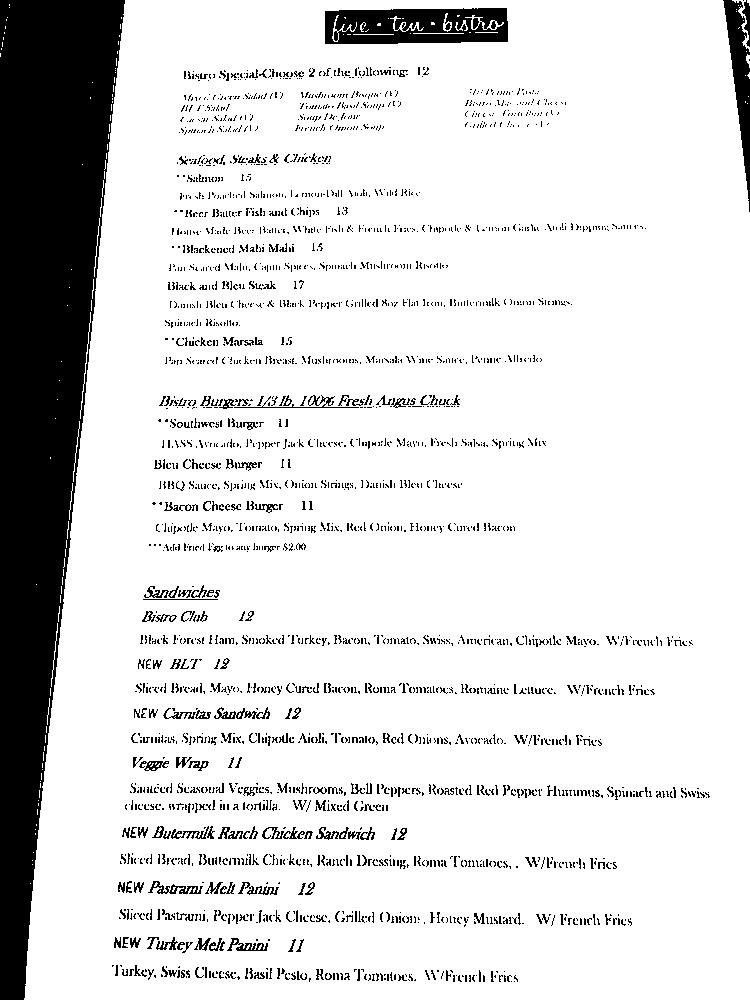 five · ten · bistro
Bistro Special-Choose 2 of the following: 12
Mixed Green Salad (V) Mushroom Bisque (V) Penne Pasta
BLT Salad Tomato Basil Soup (V) Bistro Mac and Cheese
Caesar Salad (V) Soup De Jour Cheese
Spinach Salad (V) French Onion Soup Grilled Cheese (V)
Seafood, Steaks & Chicken
**Salmon 15
Fresh Poached Salmon, Lemon-Dill Aioli, Wild Rice
**Beer Batter Fish and Chips 13
House Made Beer Batter, White Fish & French Fries, Chipotle & Lemon Garlic Aioli Dipping Sauces.
**Blackened Mahi Mahi 15
Pan Seared Mahi, Cajun Spices, Spinach Mushroom Risotto
Black and Bleu Steak 17
Danish Bleu Cheese & Black Pepper Grilled 8oz Flat Iron, Buttermilk Onion Strings,
Spinach Risotto.
**Chicken Marsala 15
Pan Seared Chicken Breast, Mushrooms, Marsala Wine Sauce, Penne Alfredo
Bistro Burgers: 1/3 lb, 100% Fresh Angus Chuck
**Southwest Burger 11
HASS Avocado, Pepper Jack Cheese, Chipotle Mayo, Fresh Salsa, Spring Mix
Bleu Cheese Burger 11
BBQ Sauce, Spring Mix, Onion Strings, Danish Bleu Cheese
**Bacon Cheese Burger 11
Chipotle Mayo, Tomato, Spring Mix, Red Onion, Honey Cured Bacon
***Add Fried Egg to any burger $2.00
Sandwiches
Bistro Club 12
Black Forest Ham, Smoked Turkey, Bacon, Tomato, Swiss, American, Chipotle Mayo. W/French Fries
NEW BLT 12
Sliced Bread, Mayo, Honey Cured Bacon, Roma Tomatoes, Romaine Lettuce. W/French Fries
NEW Carnitas Sandwich 12
Carnitas, Spring Mix, Chipotle Aioli, Tomato, Red Onions, Avocado. W/French Fries
Veggie Wrap 11
Sautéed Seasonal Veggies, Mushrooms, Bell Peppers, Roasted Red Pepper Hummus, Spinach and Swiss
cheese, wrapped in a tortilla. W/ Mixed Green
NEW Butermilk Ranch Chicken Sandwich 12
Sliced Bread, Buttermilk Chicken, Ranch Dressing, Roma Tomatoes, . W/French Fries
NEW Pastrami Melt Panini 12
Sliced Pastrami, Pepper Jack Cheese, Grilled Onions, Honey Mustard. W/ French Fries
NEW Turkey Melt Panini 11
Turkey, Swiss Cheese, Basil Pesto, Roma Tomatoes. W/French Fries